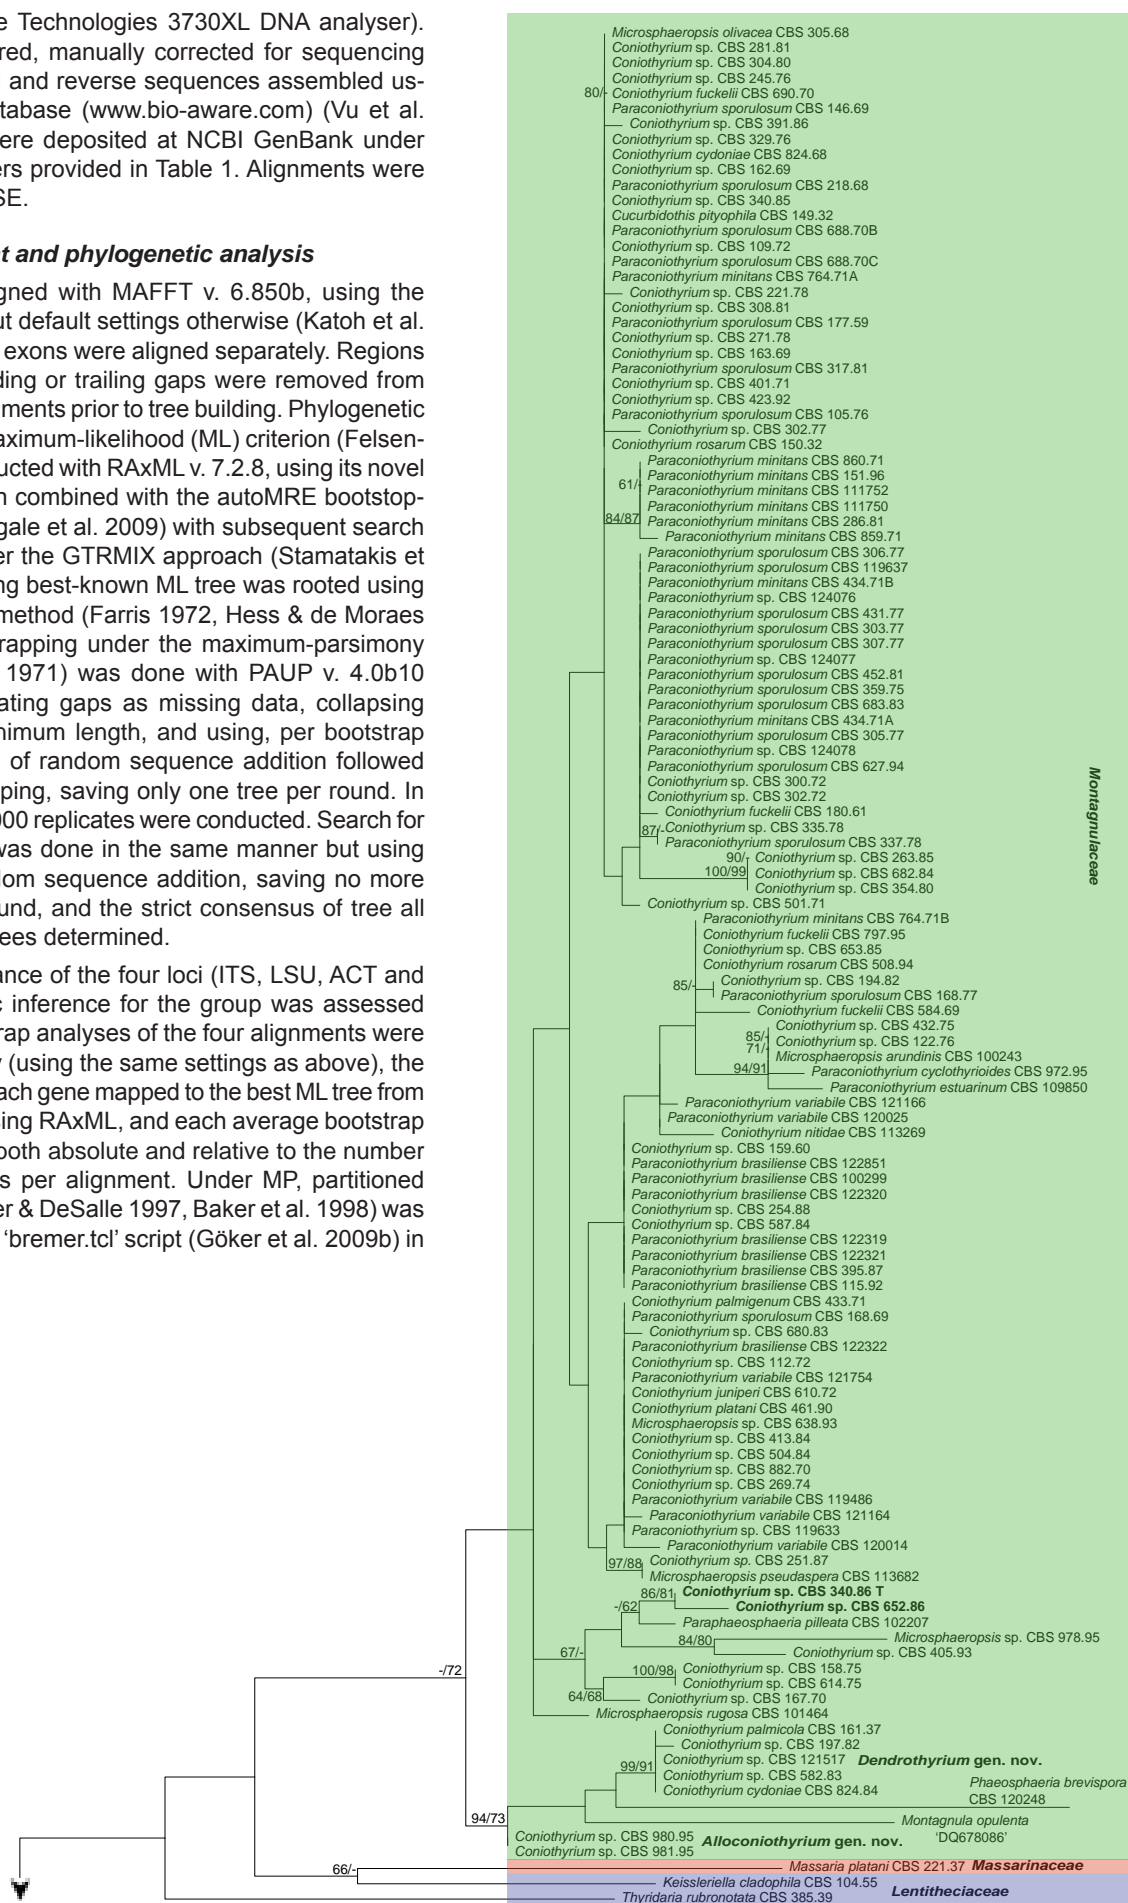 e Technologies 3730XL DNA analyser).
red, manually corrected for sequencing
and reverse sequences assembled us-
tabase (www.bio-aware.com) (Vu et al.
ere deposited at NCBI GenBank under
ers provided in Table 1. Alignments were
SE.
t and phylogenetic analysis
gned with MAFFT v. 6.850b, using the
ut default settings otherwise (Katoh et al.
exons were aligned separately. Regions
ding or trailing gaps were removed from
nments prior to tree building. Phylogenetic
aximum-likelihood (ML) criterion (Felsen-
ucted with RAxML v. 7.2.8, using its novel
n combined with the autoMRE bootstop-
gale et al. 2009) with subsequent search
er the GTRMIX approach (Stamatakis et
ng best-known ML tree was rooted using
method (Farris 1972, Hess & de Moraes
rapping under the maximum-parsimony
1971) was done with PAUP v. 4.0b10
ating gaps as missing data, collapsing
nimum length, and using, per bootstrap
of random sequence addition followed
ping, saving only one tree per round. In
000 replicates were conducted. Search for
was done in the same manner but using
dom sequence addition, saving no more
und, and the strict consensus of tree all
rees determined.
ance of the four loci (ITS, LSU, ACT and
c inference for the group was assessed
rap analyses of the four alignments were
y (using the same settings as above), the
each gene mapped to the best ML tree from
sing RAxML, and each average bootstrap
ooth absolute and relative to the number
s per alignment. Under MP, partitioned
er & DeSalle 1997, Baker et al. 1998) was
'bremer.tcl' script (Göker et al. 2009b) in
Microsphaeropsis olivacea CBS 305.68
Coniothyrium sp. CBS 281.81
Coniothyrium sp. CBS 304.80
Coniothyrium sp. CBS 245.76
80/- Coniothyrium fuckelii CBS 690.70
Paraconiothyrium sporulosum CBS 146.69
Coniothyrium sp. CBS 391.86
Coniothyrium sp. CBS 329.76
Coniothyrium cydoniae CBS 824.68
Coniothyrium sp. CBS 162.69
Paraconiothyrium sporulosum CBS 218.68
Coniothyrium sp. CBS 340.85
Cucurbidothis pityophila CBS 149.32
Paraconiothyrium sporulosum CBS 688.70B
Coniothyrium sp. CBS 109.72
Paraconiothyrium sporulosum CBS 688.70C
Paraconiothyrium minitans CBS 764.71A
Coniothyrium sp. CBS 221.78
Coniothyrium sp. CBS 308.81
Paraconiothyrium sporulosum CBS 177.59
Coniothyrium sp. CBS 271.78
Coniothyrium sp. CBS 163.69
Paraconiothyrium sporulosum CBS 317.81
Coniothyrium sp. CBS 401.71
Coniothyrium sp. CBS 423.92
Paraconiothyrium sporulosum CBS 105.76
Coniothyrium sp. CBS 302.77
Coniothyrium rosarum CBS 150.32
Paraconiothyrium minitans CBS 860.71
Paraconiothyrium minitans CBS 151.96
61/- Paraconiothyrium minitans CBS 111752
Paraconiothyrium minitans CBS 111750
84/87 Paraconiothyrium minitans CBS 286.81
Paraconiothyrium minitans CBS 859.71
Paraconiothyrium sporulosum CBS 306.77
Paraconiothyrium sporulosum CBS 119637
Paraconiothyrium minitans CBS 434.71B
Paraconiothyrium sp. CBS 124076
Paraconiothyrium sporulosum CBS 431.77
Paraconiothyrium sporulosum CBS 303.77
Paraconiothyrium sporulosum CBS 307.77
Paraconiothyrium sp. CBS 124077
Paraconiothyrium sporulosum CBS 452.81
Paraconiothyrium sporulosum CBS 359.75
Paraconiothyrium sporulosum CBS 683.83
Paraconiothyrium minitans CBS 434.71A
Paraconiothyrium sporulosum CBS 305.77
Paraconiothyrium sp. CBS 124078
Paraconiothyrium sporulosum CBS 627.94
Coniothyrium sp. CBS 300.72
Coniothyrium sp. CBS 302.72
Coniothyrium fuckelii CBS 180.61
87/- Coniothyrium sp. CBS 335.78
Paraconiothyrium sporulosum CBS 337.78
90/- Coniothyrium sp. CBS 263.85
100/99 Coniothyrium sp. CBS 682.84
Coniothyrium sp. CBS 354.80
Coniothyrium sp. CBS 501.71
Paraconiothyrium minitans CBS 764.71B
Coniothyrium fuckelii CBS 797.95
Coniothyrium sp. CBS 653.85
Coniothyrium rosarum CBS 508.94
85/- Coniothyrium sp. CBS 194.82
Paraconiothyrium sporulosum CBS 168.77
Coniothyrium fuckelii CBS 584.69
Coniothyrium sp. CBS 432.75
85/- Coniothyrium sp. CBS 122.76
71/- Microsphaeropsis arundinis CBS 100243
94/91 Paraconiothyrium cyclothyrioides CBS 972.95
Paraconiothyrium estuarinum CBS 109850
Paraconiothyrium variabile CBS 121166
Paraconiothyrium variabile CBS 120025
Coniothyrium nitidae CBS 113269
Coniothyrium sp. CBS 159.60
Paraconiothyrium brasiliense CBS 122851
Paraconiothyrium brasiliense CBS 100299
Paraconiothyrium brasiliense CBS 122320
Coniothyrium sp. CBS 254.88
Coniothyrium sp. CBS 587.84
Paraconiothyrium brasiliense CBS 122319
Paraconiothyrium brasiliense CBS 122321
Paraconiothyrium brasiliense CBS 395.87
Paraconiothyrium brasiliense CBS 115.92
Coniothyrium palmigenum CBS 433.71
Paraconiothyrium sporulosum CBS 168.69
Coniothyrium sp. CBS 680.83
Paraconiothyrium brasiliense CBS 122322
Coniothyrium sp. CBS 112.72
Paraconiothyrium variabile CBS 121754
Coniothyrium juniperi CBS 610.72
Coniothyrium platani CBS 461.90
Microsphaeropsis sp. CBS 638.93
Coniothyrium sp. CBS 413.84
Coniothyrium sp. CBS 504.84
Coniothyrium sp. CBS 882.70
Coniothyrium sp. CBS 269.74
Paraconiothyrium variabile CBS 119486
Paraconiothyrium variabile CBS 121164
Paraconiothyrium sp. CBS 119633
Paraconiothyrium variabile CBS 120014
97/88 Coniothyrium sp. CBS 251.87
Microsphaeropsis pseudaspera CBS 113682
86/81 Coniothyrium sp. CBS 340.86 T
-/62 Coniothyrium sp. CBS 652.86
Paraphaeosphaeria pilleata CBS 102207
84/80 Microsphaeropsis sp. CBS 978.95
67/- Coniothyrium sp. CBS 405.93
100/98 Coniothyrium sp. CBS 158.75
Coniothyrium sp. CBS 614.75
64/68 Coniothyrium sp. CBS 167.70
-/72
Microsphaeropsis rugosa CBS 101464
Coniothyrium palmicola CBS 161.37
Coniothyrium sp. CBS 197.82
99/91 Coniothyrium sp. CBS 121517 Dendrothyrium gen. nov.
Coniothyrium sp. CBS 582.83
Coniothyrium cydoniae CBS 824.84
Phaeosphaeria brevispora
CBS 120248
94/73 Montagnula opulenta
'DQ678086'
Coniothyrium sp. CBS 980.95 Alloconiothyrium gen. nov.
Coniothyrium sp. CBS 981.95
Montagnulaceae
66/- Massaria platani CBS 221.37 Massarinaceae
Keissleriella cladophila CBS 104.55
Thyridaria rubronotata CBS 385.39
Lentitheciaceae